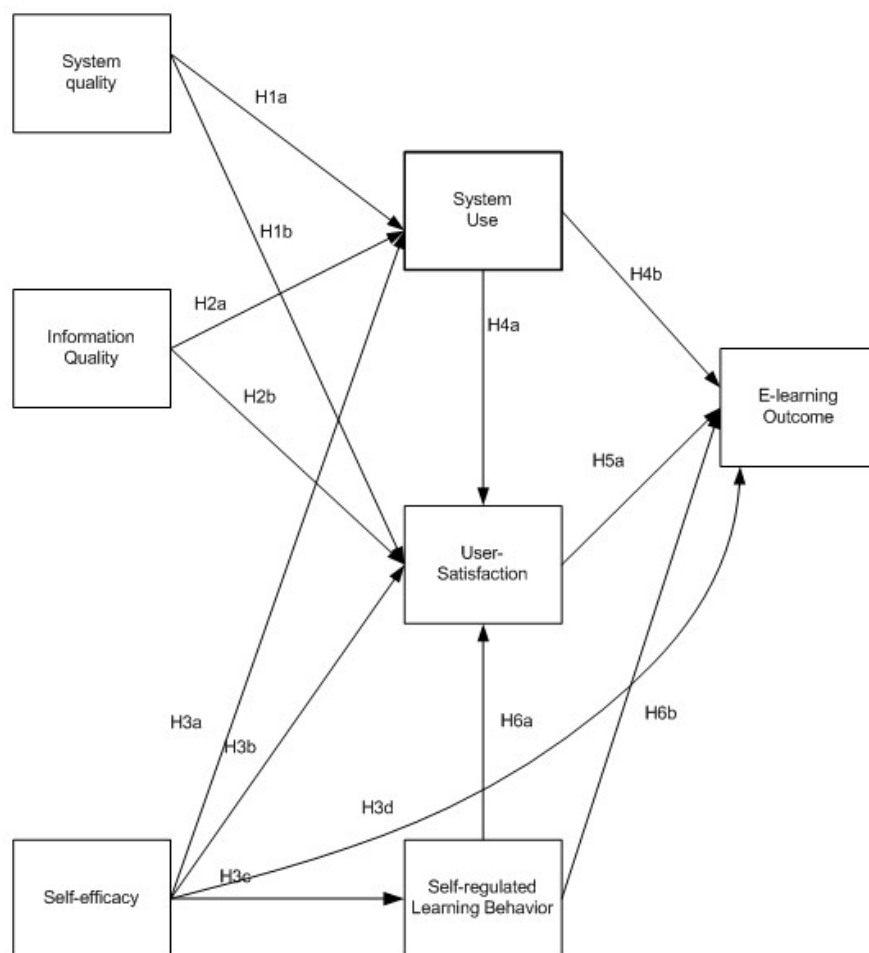 System
quality
H1a
System
Use
H1b
H4b
H2a
Information
Quality
H4a
H2b
E-learning
Outcome
H5a
User-
Satisfaction
H3a
H3b
H6a
H6b
H3d
H3c
Self-efficacy
Self-regulated
Learning Behavior